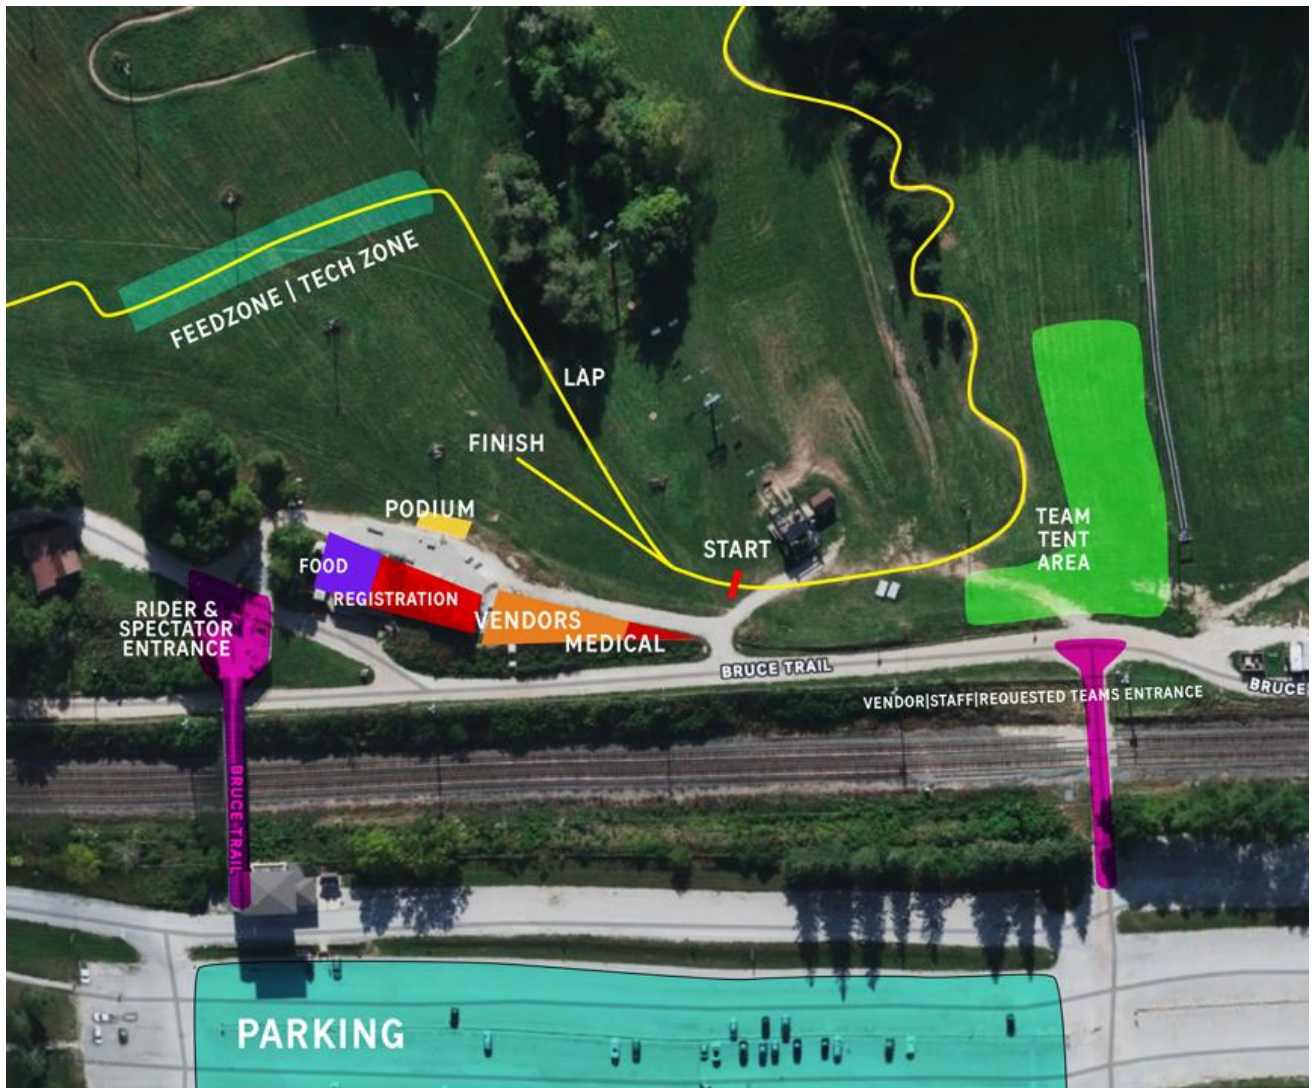 FEEDZONE | TECH ZONE
LAP
FINISH
PODIUM
START
TEAM
TENT
AREA
FOOD
REGISTRATION
VENDORS
MEDICAL
RIDER &
SPECTATOR
ENTRANCE
BRUCE TRAIL
VENDOR|STAFF|REQUESTED TEAMS ENTRANCE
BRUCE
BRUCE TRAIL
PARKING